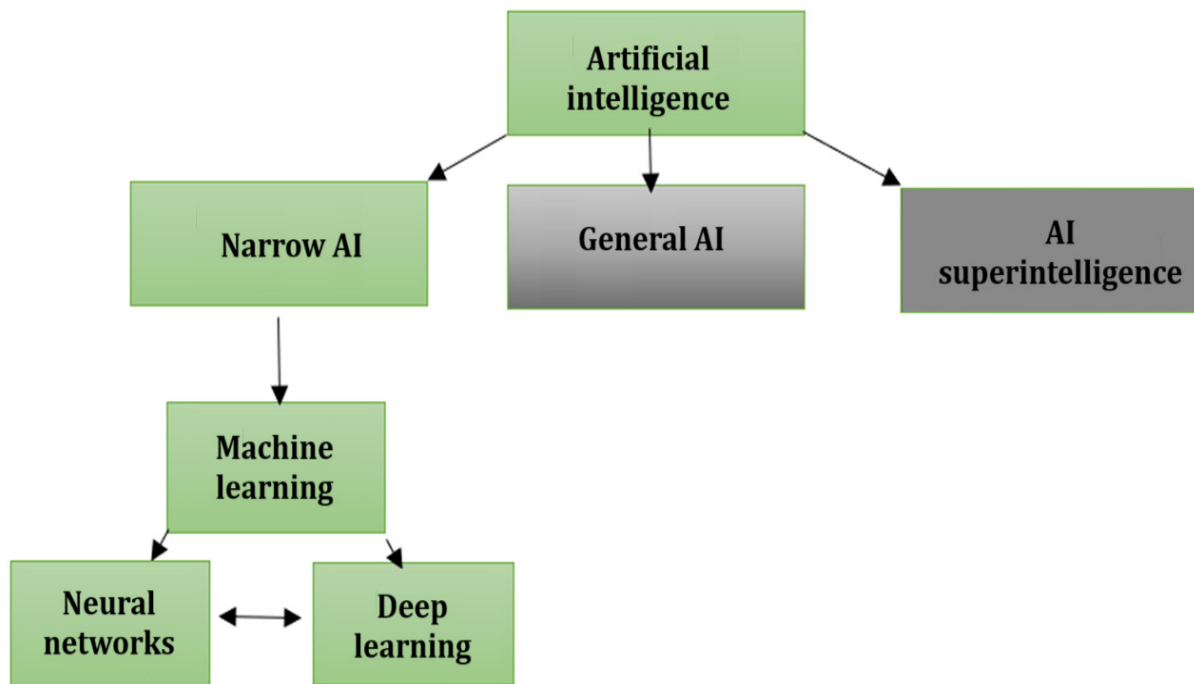 Artificial
intelligence
Narrow AI
General AI
AI
superintelligence
Machine
learning
Neural
networks
Deep
learning